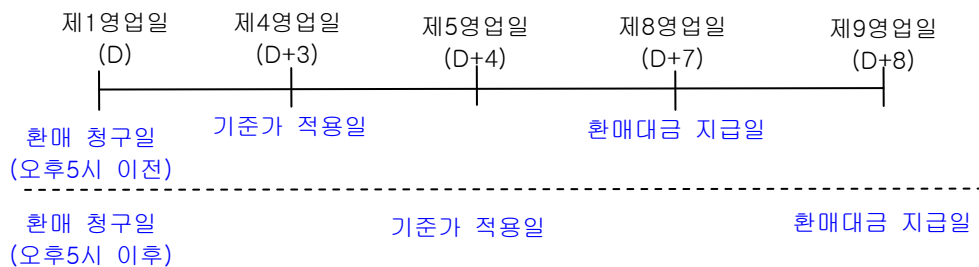 제1영업일 제4영업일 제5영업일 제8영업일 제9영업일
(D) (D+3) (D+4) (D+7) (D+8)
기준가 적용일 환매대금 지급일
환매 청구일
(오후5시 이전)
환매 청구일 기준가 적용일 환매대금 지급일
(오후5시 이후)